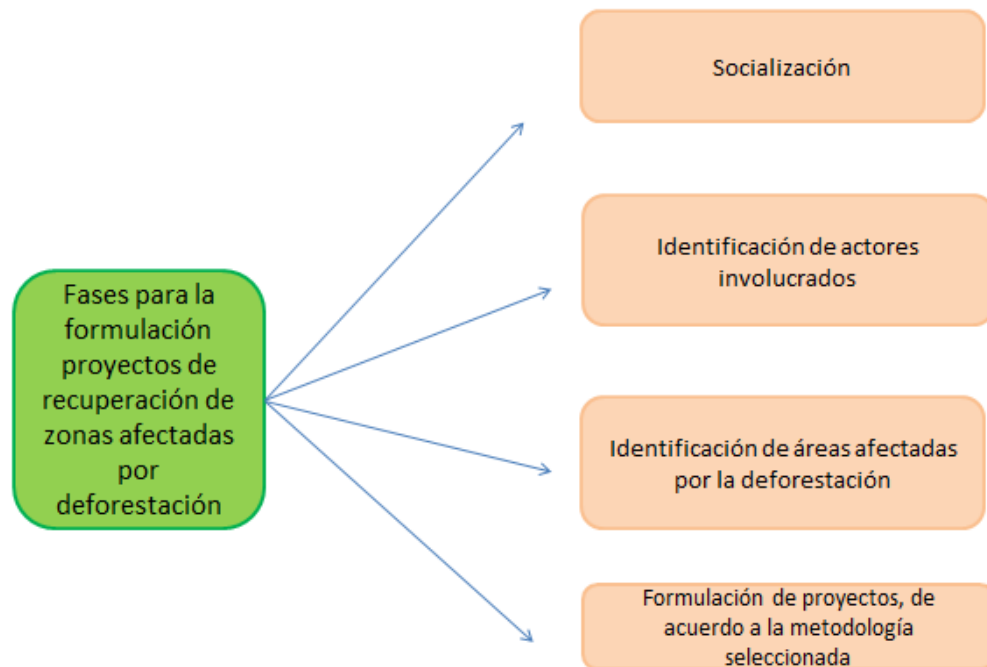 Fases para la
formulación
proyectos de
recuperación de
zonas afectadas
por
deforestación
Socialización
Identificación de actores
involucrados
Identificación de áreas afectadas
por la deforestación
Formulación de proyectos, de
acuerdo a la metodología
seleccionada